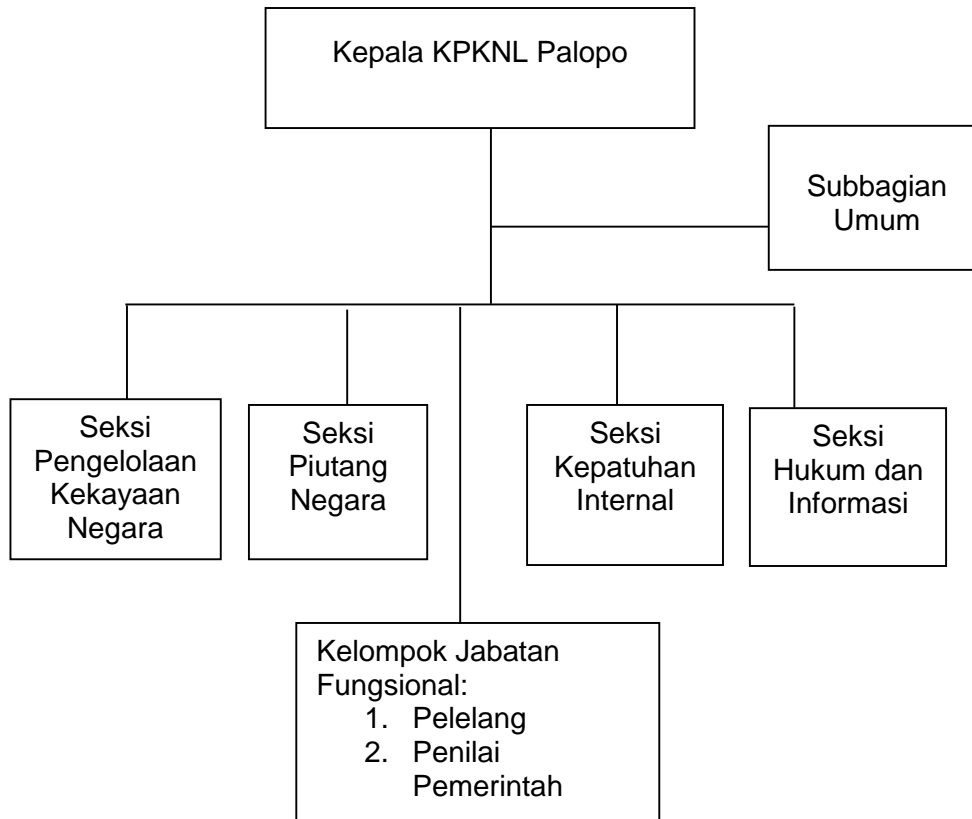 Kepala KPKNL Palopo
Subbagian
Umum
Seksi
Pengelolaan
Kekayaan
Negara
Seksi
Piutang
Negara
Seksi
Kepatuhan
Internal
Seksi
Hukum dan
Informasi
Kelompok Jabatan
Fungsional:
1. Pelelang
2. Penilai
Pemerintah